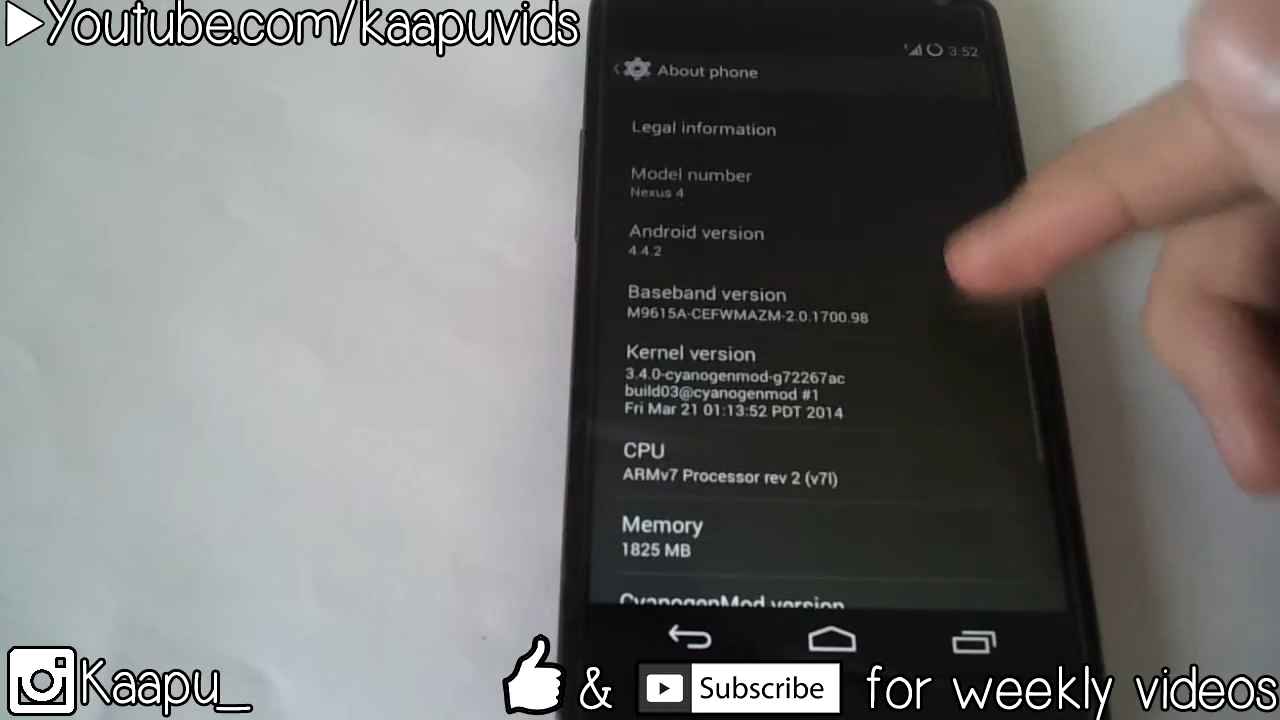 Youtube.com/kaapuvids
3:52
About phone
Legal information
Model number
Nexus 4
Android version
4.4.2
Baseband version
M9615A-CEFWMAZM-2.0.1700.98
Kernel version
3.4.0-cyanogenmod-g72267ac
build03@cyanogenmod #1
Fri Mar 21 01:13:52 PDT 2014
CPU
ARMv7 Processor rev 2 (v7l)
Memory
1825 MB
CyanogenMod version
Kaapu_
& Subscribe for weekly videos